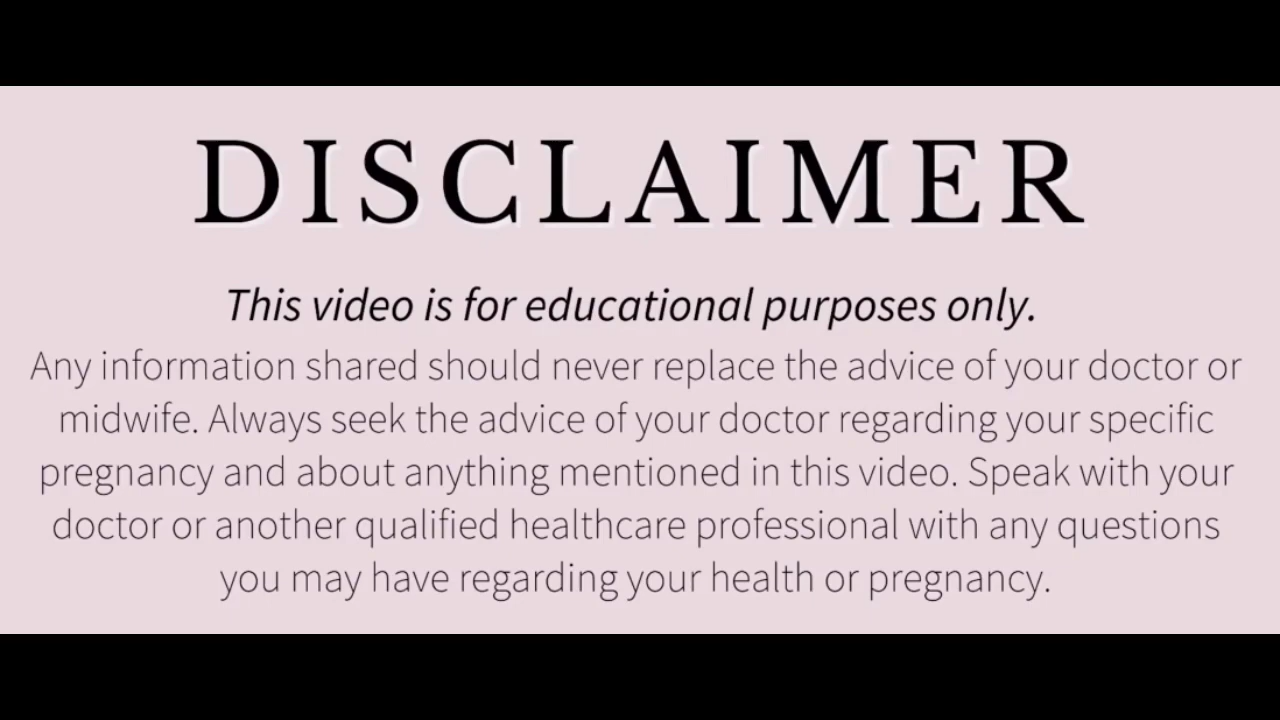 DISCLAIMER
This video is for educational purposes only.
Any information shared should never replace the advice of your doctor or
midwife. Always seek the advice of your doctor regarding your specific
pregnancy and about anything mentioned in this video. Speak with your
doctor or another qualified healthcare professional with any questions
you may have regarding your health or pregnancy.